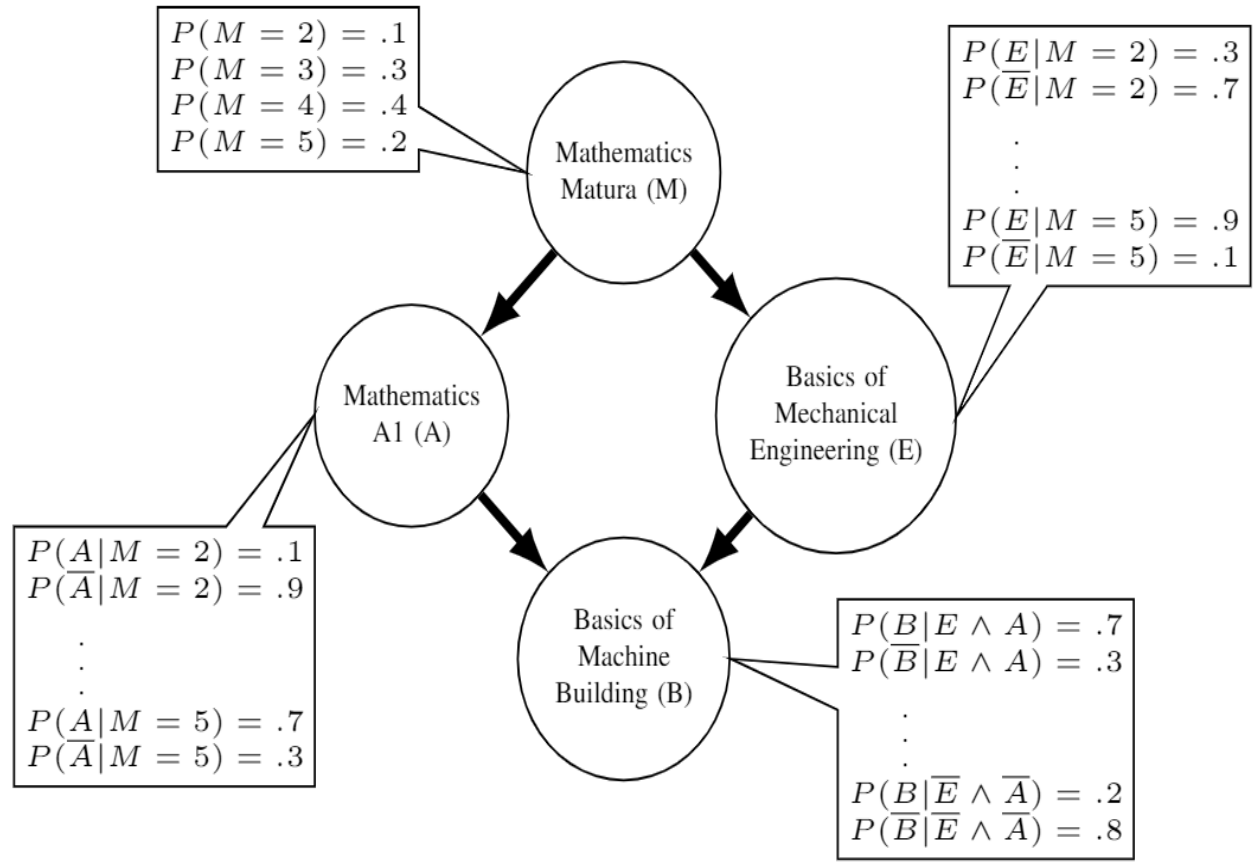 P(M = 2) = .1
P(M = 3) = .3
P(M = 4) = .4
P(M = 5) = .2
P(E|M = 2) = .3
P(E̅|M = 2) = .7
.
.
.
P(E|M = 5) = .9
P(E̅|M = 5) = .1
Mathematics
Matura (M)
Mathematics
A1 (A)
Basics of
Mechanical
Engineering (E)
P(A|M = 2) = .1
P(A̅|M = 2) = .9
.
.
.
P(A|M = 5) = .7
P(A̅|M = 5) = .3
Basics of
Machine
Building (B)
P(B|E ∧ A) = .7
P(B̅|E ∧ A) = .3
.
.
.
P(B|E̅ ∧ A̅) = .2
P(B̅|E̅ ∧ A̅) = .8